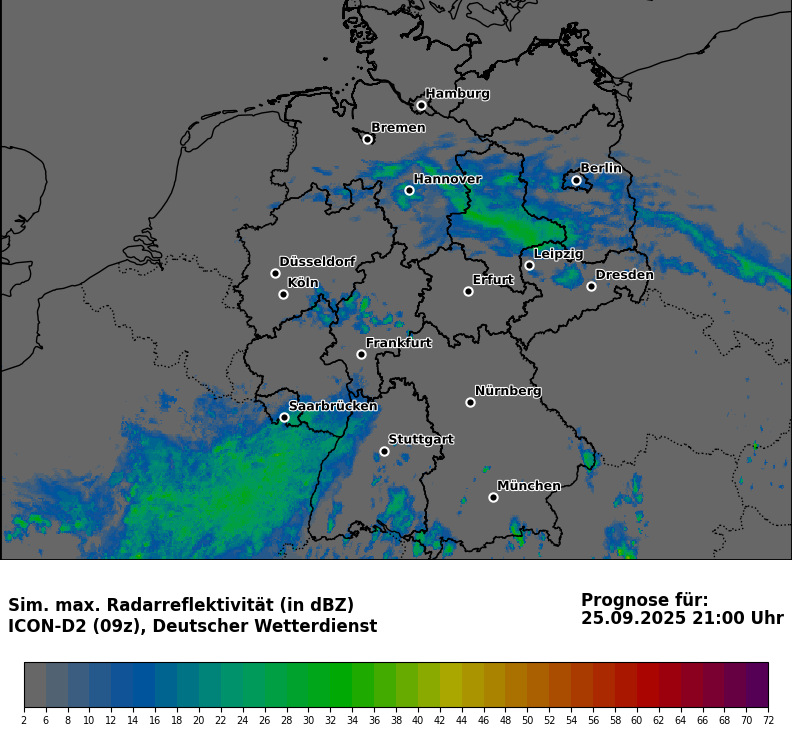 Hamburg
Bremen
Berlin
Hannover
Leipzig
Düsseldorf
Dresden
Köln
Erfurt
Frankfurt
Nürnberg
Saarbrücken
Stuttgart
München
Sim. max. Radarreflektivität (in dBZ)
ICON-D2 (09z), Deutscher Wetterdienst
Prognose für:
25.09.2025 21:00 Uhr
2 6 8 10 12 14 16 18 20 22 24 26 28 30 32 34 36 38 40 42 44 46 48 50 52 54 56 58 60 62 64 66 68 70 72